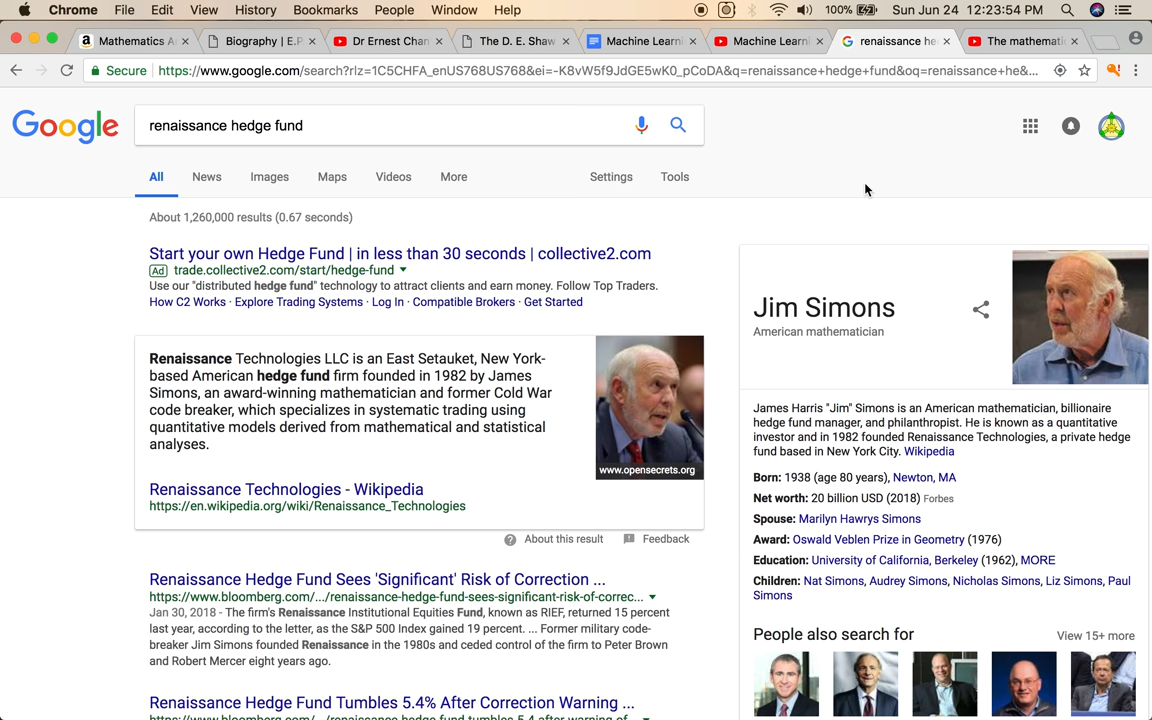 Chrome File Edit View History Bookmarks People Window Help 100% Sun Jun 24 12:23:54 PM
Mathematics A Biography | E.P. Dr Ernest Chan The D. E. Shaw Machine Learni Machine Learni renaissance he The mathemati
Secure https://www.google.com/search?rlz=1C5CHFA_enUS768US768&ei=-K8vW5f9JdGE5wK0_pCoDA&q=renaissance+hedge+fund&oq=renaissance+he&...
Google
renaissance hedge fund
All News Images Maps Videos More Settings Tools
About 1,260,000 results (0.67 seconds)
Start your own Hedge Fund | in less than 30 seconds | collective2.com
Ad trade.collective2.com/start/hedge-fund
Use our "distributed hedge fund" technology to attract clients and earn money. Follow Top Traders.
How C2 Works · Explore Trading Systems · Log In · Compatible Brokers · Get Started
Renaissance Technologies LLC is an East Setauket, New York-
based American hedge fund firm founded in 1982 by James
Simons, an award-winning mathematician and former Cold War
code breaker, which specializes in systematic trading using
quantitative models derived from mathematical and statistical
analyses.
www.opensecrets.org
Renaissance Technologies - Wikipedia
https://en.wikipedia.org/wiki/Renaissance_Technologies
About this result Feedback
Renaissance Hedge Fund Sees 'Significant' Risk of Correction ...
https://www.bloomberg.com/.../renaissance-hedge-fund-sees-significant-risk-of-correc...
Jan 30, 2018 - The firm's Renaissance Institutional Equities Fund, known as RIEF, returned 15 percent
last year, according to the letter, as the S&P 500 Index gained 19 percent. ... Former military code-
breaker Jim Simons founded Renaissance in the 1980s and ceded control of the firm to Peter Brown
and Robert Mercer eight years ago.
Renaissance Hedge Fund Tumbles 5.4% After Correction Warning ...
Jim Simons
American mathematician
James Harris "Jim" Simons is an American mathematician, billionaire
hedge fund manager, and philanthropist. He is known as a quantitative
investor and in 1982 founded Renaissance Technologies, a private hedge
fund based in New York City. Wikipedia
Born: 1938 (age 80 years), Newton, MA
Net worth: 20 billion USD (2018) Forbes
Spouse: Marilyn Hawrys Simons
Award: Oswald Veblen Prize in Geometry (1976)
Education: University of California, Berkeley (1962), MORE
Children: Nat Simons, Audrey Simons, Nicholas Simons, Liz Simons, Paul
Simons
People also search for View 15+ more